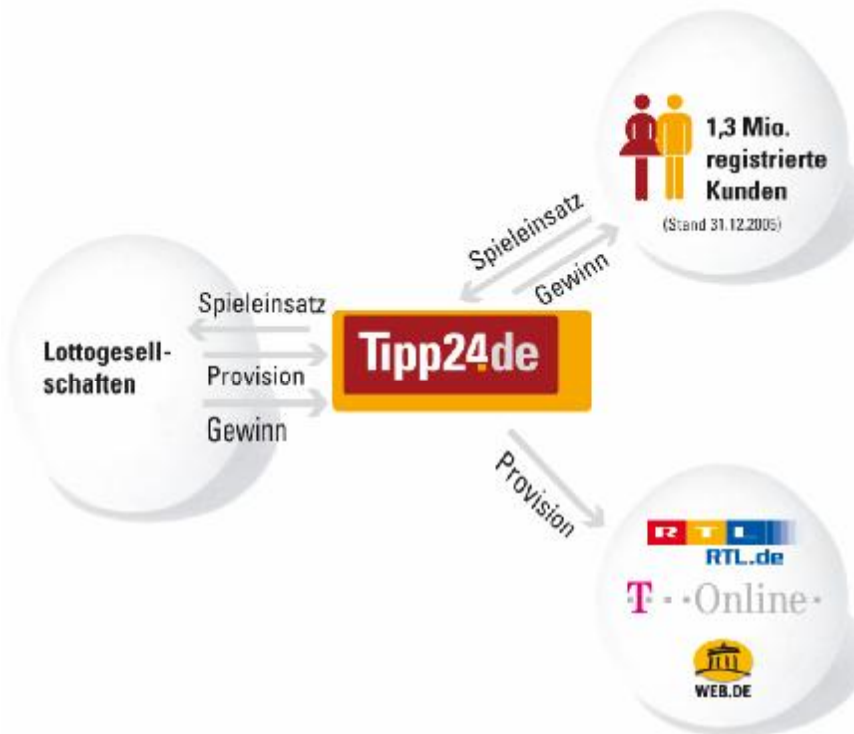 1,3 Mio.
registrierte
Kunden
(Stand 31.12.2005)
Spieleinsatz
Gewinn
Spieleinsatz
Lottogesell-
schaften
Provision
Gewinn
Tipp24.de
Provision
RTL
RTL.de
T··Online·
WEB.DE